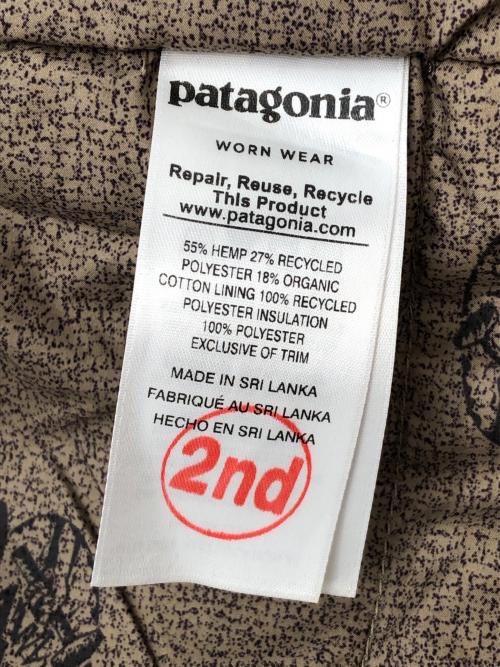 patagonia®
WORN WEAR
Repair, Reuse, Recycle
This Product
www.patagonia.com
55% HEMP 27% RECYCLED
POLYESTER 18% ORGANIC
COTTON LINING 100% RECYCLED
POLYESTER INSULATION
100% POLYESTER
EXCLUSIVE OF TRIM
MADE IN SRI LANKA
FABRIQUÉ AU SRI LANKA
HECHO EN SRI LANKA
2nd